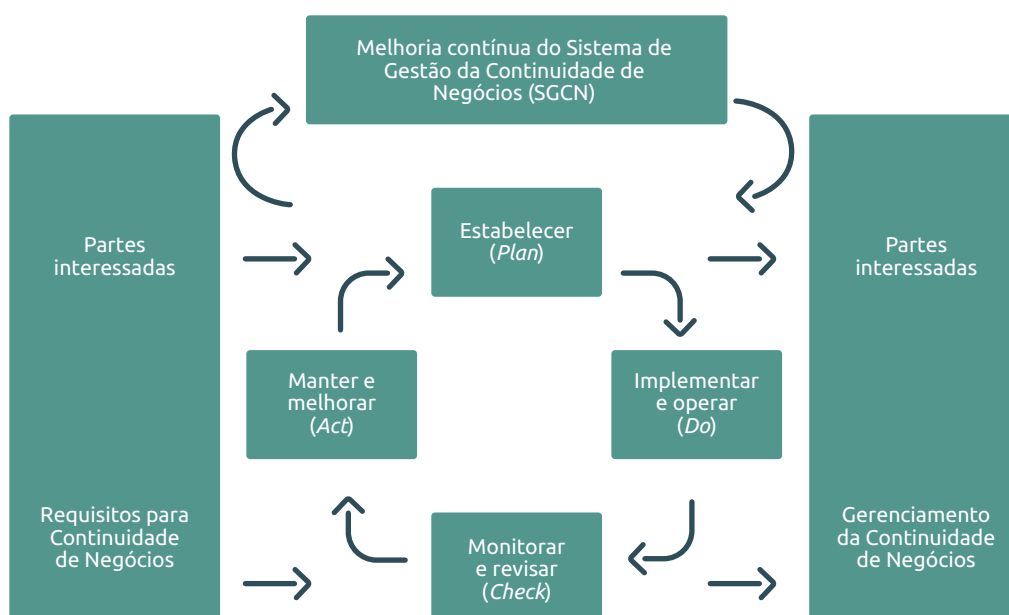 Melhoria contínua do Sistema de
Gestão da Continuidade de
Negócios (SGCN)
Partes
interessadas
Estabelecer
(Plan)
Partes
interessadas
Manter e
melhorar
(Act)
Implementar
e operar
(Do)
Requisitos para
Continuidade
de Negócios
Monitorar
e revisar
(Check)
Gerenciamento
da Continuidade
de Negócios